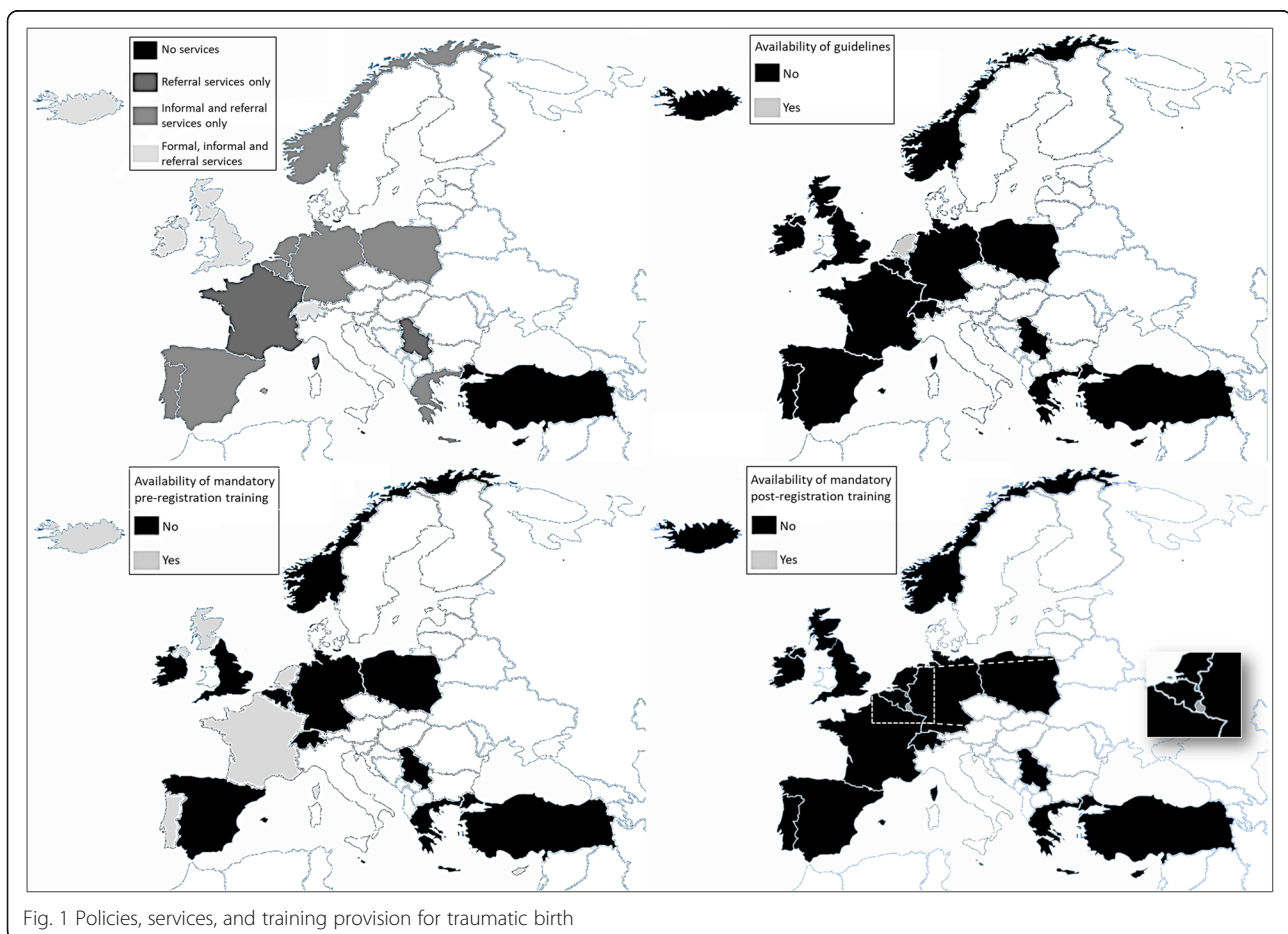 No services
Referral services only
Informal and referral
services only
Formal, informal and
referral services
Availability of guidelines
No
Yes
Availability of mandatory
pre-registration training
No
Yes
Availability of mandatory
post-registration training
No
Yes
Fig. 1 Policies, services, and training provision for traumatic birth